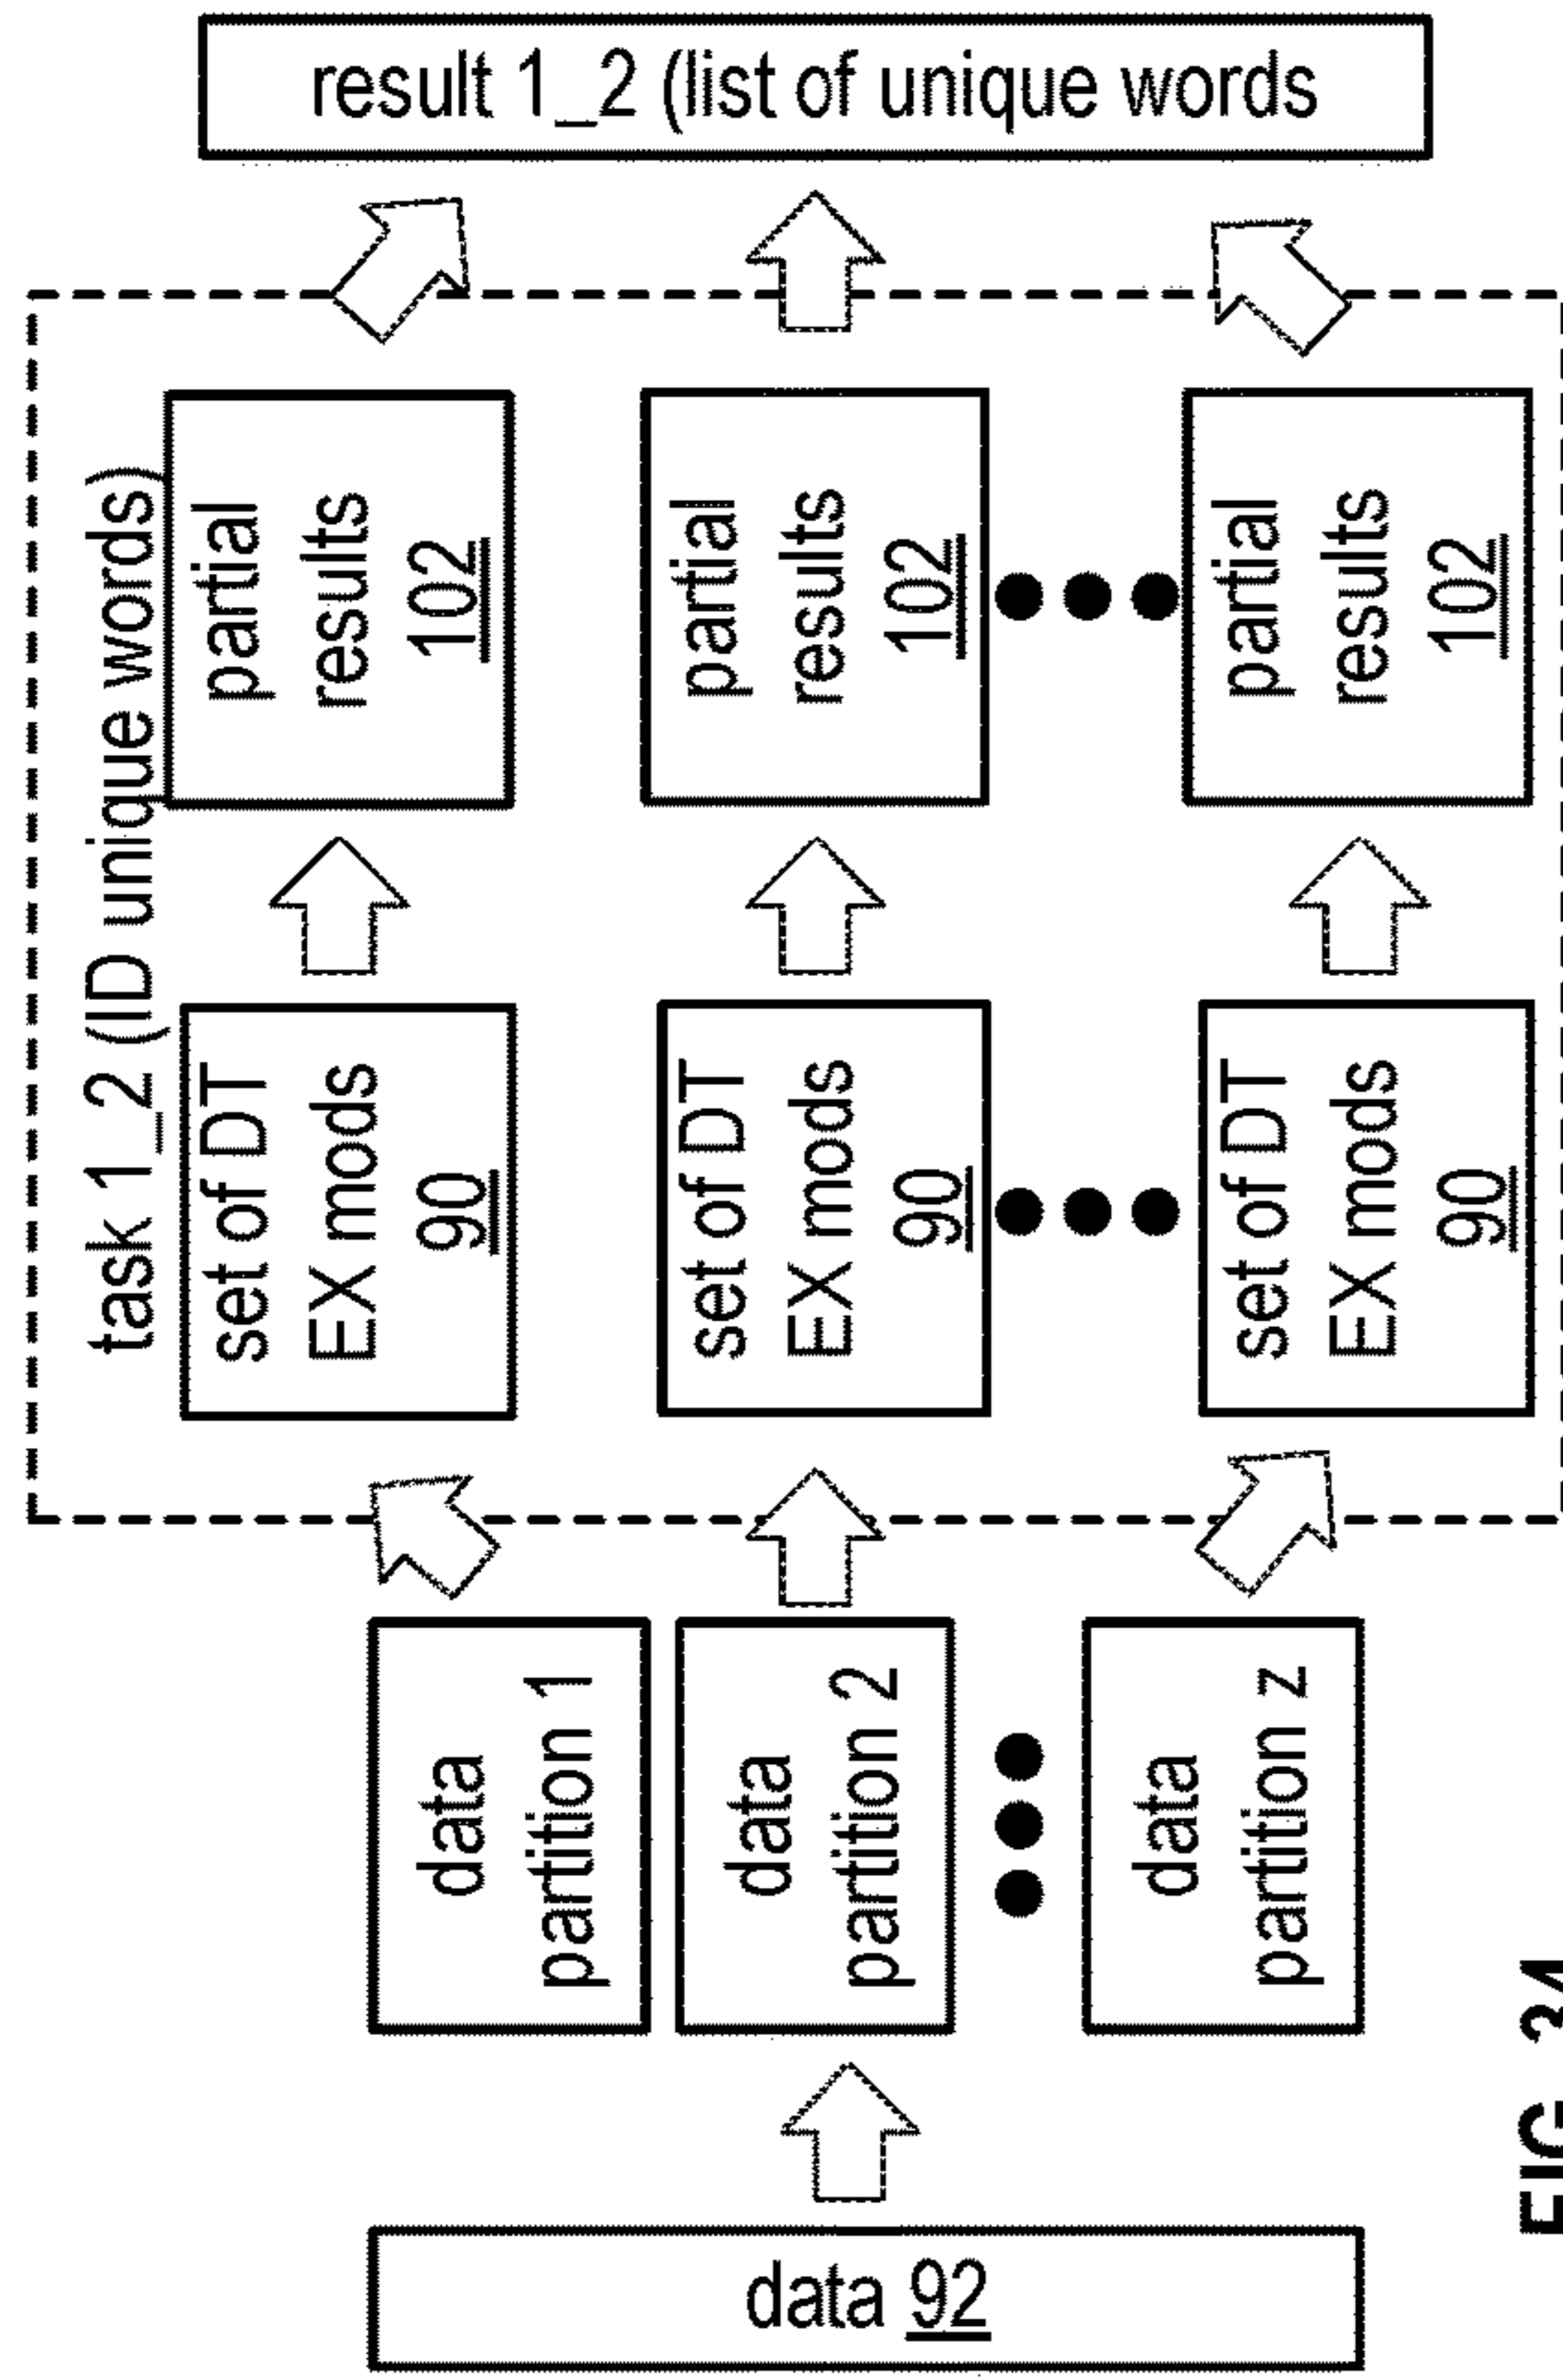 result 1_2 (list of unique words
task 1_2 (ID unique words)
partial
results
102
partial
results
102
partial
results
102
set of DT
EX mods
90
set of DT
EX mods
90
set of DT
EX mods
90
data
partition 1
data
partition 2
data
partition z
data 92
FIG. 34